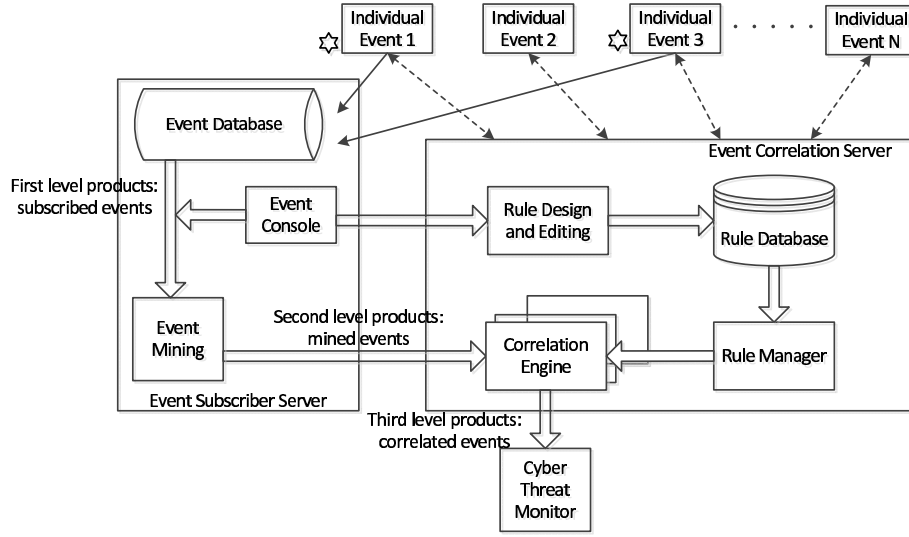 Individual
Event 1
Individual
Event 2
Individual
Event 3
Individual
Event N
Event Database
Event Correlation Server
First level products:
subscribed events
Event
Console
Rule Design
and Editing
Rule Database
Event
Mining
Second level products:
mined events
Correlation
Engine
Rule Manager
Event Subscriber Server
Third level products:
correlated events
Cyber
Threat
Monitor